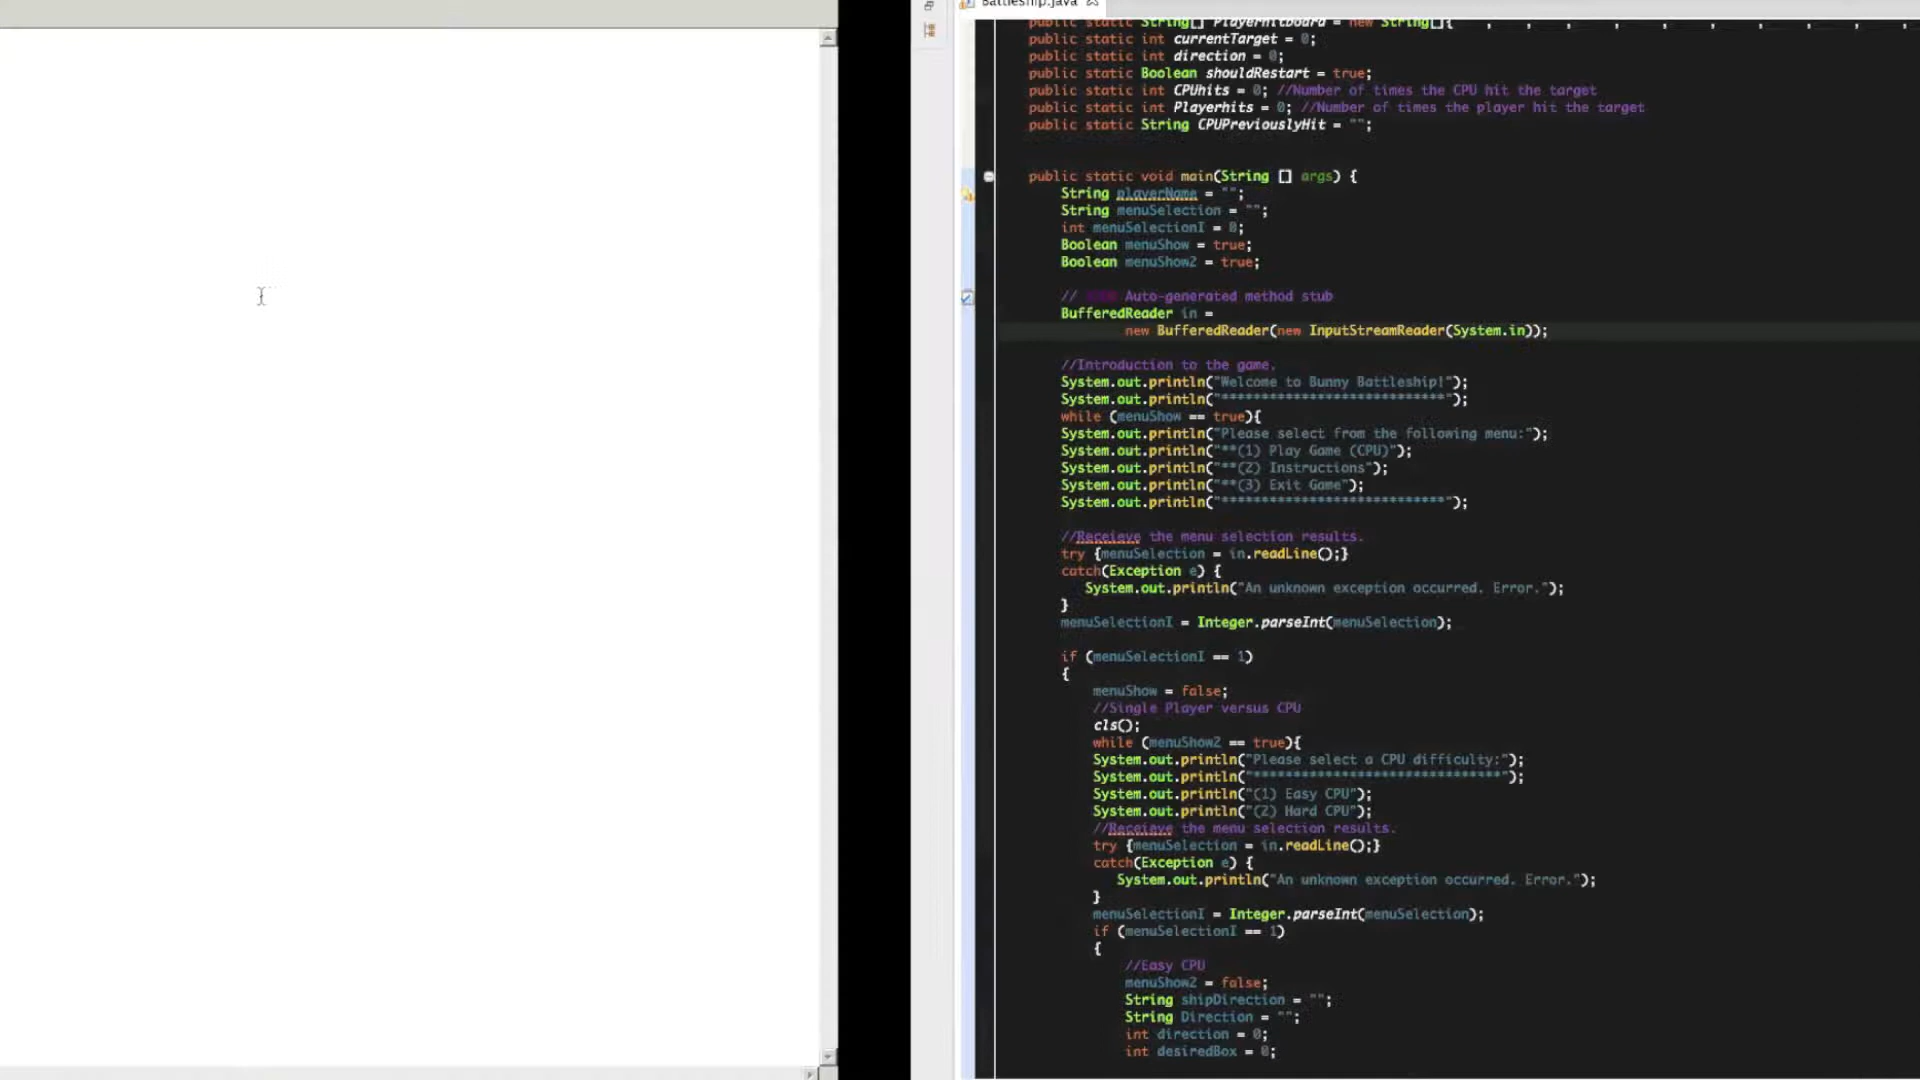 Battleship.java
public static String[] PlayerHitboard = new String[]{ , , , , , , , , ,
public static int currentTarget = 0;
public static int direction = 0;
public static Boolean shouldRestart = true;
public static int CPUhits = 0; //Number of times the CPU hit the target
public static int Playerhits = 0; //Number of times the player hit the target
public static String CPUPreviouslyHit = "";
public static void main(String [] args) {
String playerName = "";
String menuSelection = "";
int menuSelectionI = 0;
Boolean menuShow = true;
Boolean menuShow2 = true;
// Auto-generated method stub
BufferedReader in =
new BufferedReader(new InputStreamReader(System.in));
//Introduction to the game.
System.out.println("Welcome to Bunny Battleship!");
System.out.println("****************************");
while (menuShow == true){
System.out.println("Please select from the following menu:");
System.out.println("**(1) Play Game (CPU)");
System.out.println("**(2) Instructions");
System.out.println("**(3) Exit Game");
System.out.println("****************************");
//Receieve the menu selection results.
try {menuSelection = in.readLine();}
catch(Exception e) {
System.out.println("An unknown exception occurred. Error.");
}
menuSelectionI = Integer.parseInt(menuSelection);
if (menuSelectionI == 1)
{
menuShow = false;
//Single Player versus CPU
cls();
while (menuShow2 == true){
System.out.println("Please select a CPU difficulty:");
System.out.println("*******************************");
System.out.println("(1) Easy CPU");
System.out.println("(2) Hard CPU");
//Receieve the menu selection results.
try {menuSelection = in.readLine();}
catch(Exception e) {
System.out.println("An unknown exception occurred. Error.");
}
menuSelectionI = Integer.parseInt(menuSelection);
if (menuSelectionI == 1)
{
//Easy CPU
menuShow2 = false;
String shipDirection = "";
String Direction = "";
int direction = 0;
int desiredBox = 0;